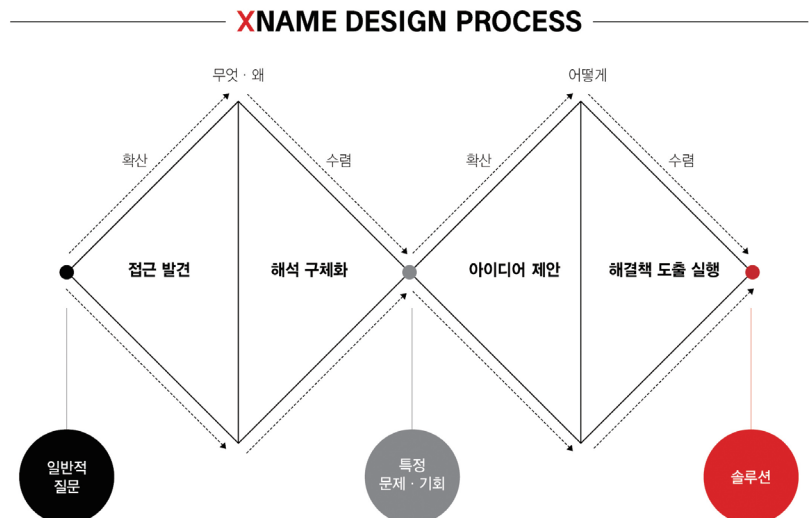 XNAME DESIGN PROCESS
무엇 · 왜
어떻게
확산
수렴
확산
수렴
접근 발견
해석 구체화
아이디어 제안
해결책 도출 실행
일반적
질문
특정
문제 · 기회
솔루션